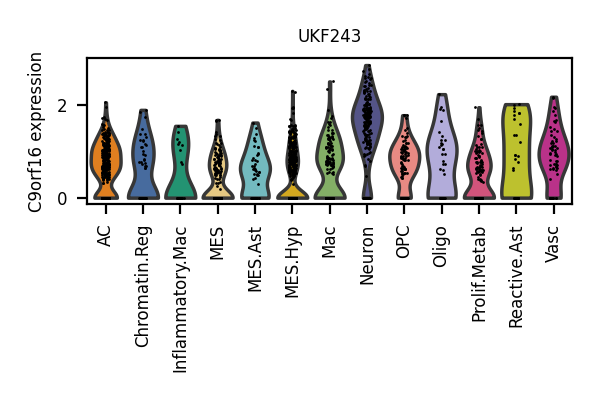 UKF243
C9orf16 expression
2
0
AC
Chromatin.Reg
Inflammatory.Mac
MES
MES.Ast
MES.Hyp
Mac
Neuron
OPC
Oligo
Prolif.Metab
Reactive.Ast
Vasc